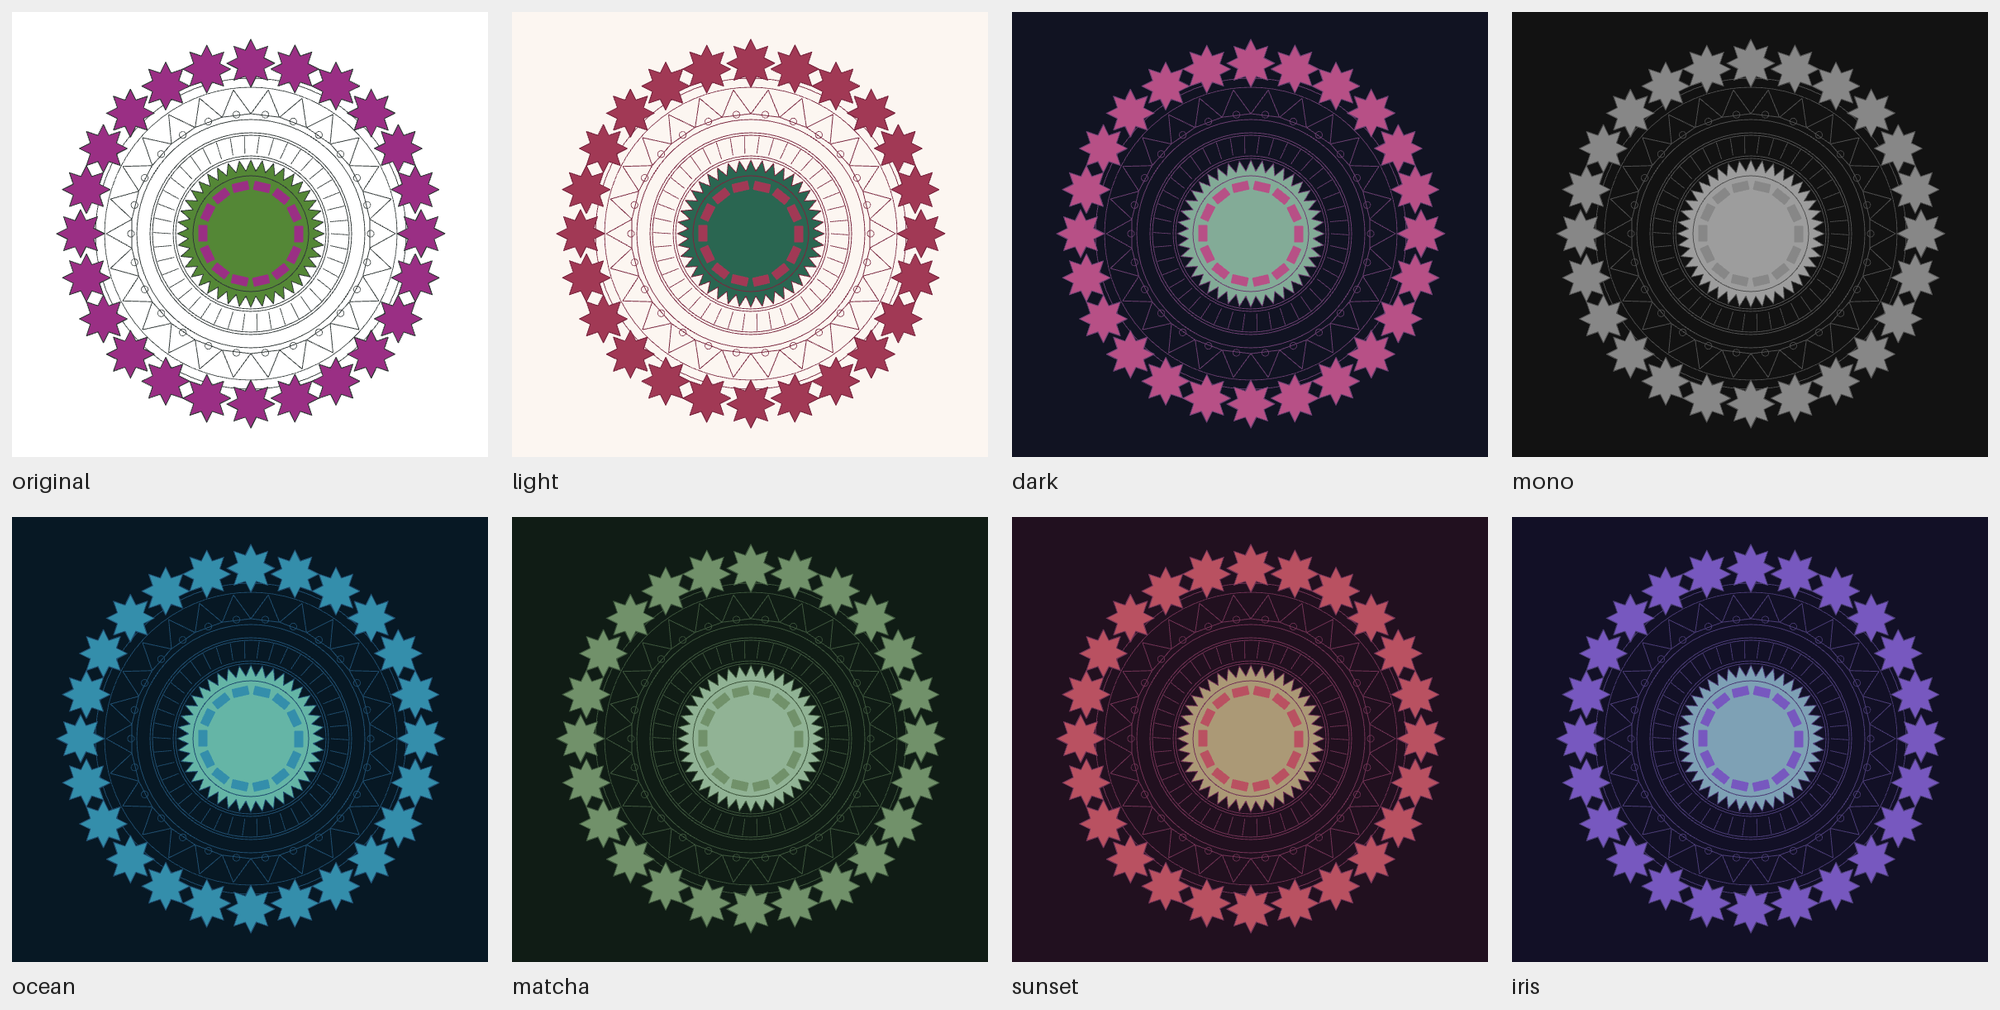 original
light
dark
mono
ocean
matcha
sunset
iris